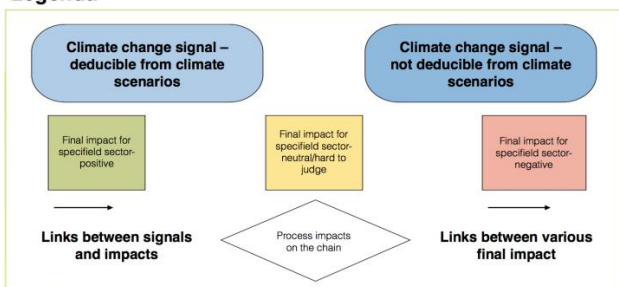 Climate change signal –
deducible from climate
scenarios
Climate change signal –
not deducible from climate
scenarios
Final impact for
specifield sector-
positive
Final impact for
specifield sector-
neutral/hard to
judge
Final impact for
specifield sector-
negative
Links between signals
and impacts
Process impacts
on the chain
Links between various
final impact